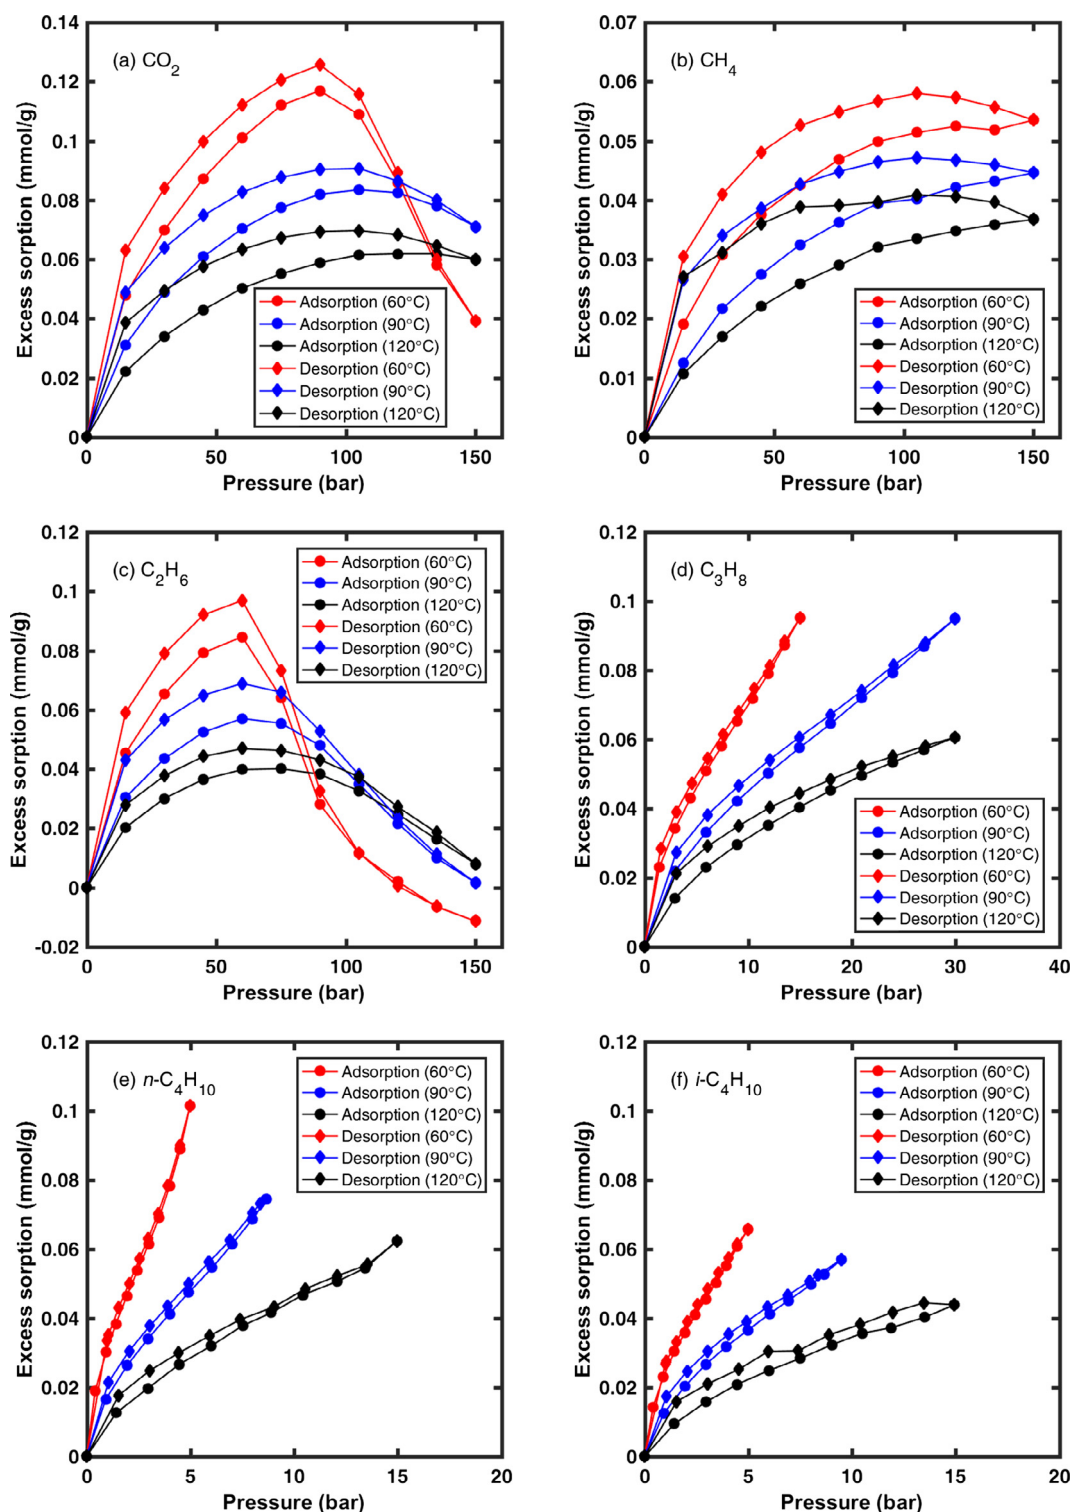 (a) CO2
Excess sorption (mmol/g)
0.14
0.12
0.1
0.08
0.06
0.04
0.02
0
Adsorption (60°C)
Adsorption (90°C)
Adsorption (120°C)
Desorption (60°C)
Desorption (90°C)
Desorption (120°C)
0 50 100 150
Pressure (bar)
(b) CH4
Excess sorption (mmol/g)
0.07
0.06
0.05
0.04
0.03
0.02
0.01
0
Adsorption (60°C)
Adsorption (90°C)
Adsorption (120°C)
Desorption (60°C)
Desorption (90°C)
Desorption (120°C)
0 50 100 150
Pressure (bar)
(c) C2H6
Excess sorption (mmol/g)
0.12
0.1
0.08
0.06
0.04
0.02
0
-0.02
Adsorption (60°C)
Adsorption (90°C)
Adsorption (120°C)
Desorption (60°C)
Desorption (90°C)
Desorption (120°C)
0 50 100 150
Pressure (bar)
(d) C3H8
Excess sorption (mmol/g)
0.12
0.1
0.08
0.06
0.04
0.02
0
Adsorption (60°C)
Adsorption (90°C)
Adsorption (120°C)
Desorption (60°C)
Desorption (90°C)
Desorption (120°C)
0 10 20 30 40
Pressure (bar)
(e) n-C4H10
Excess sorption (mmol/g)
0.12
0.1
0.08
0.06
0.04
0.02
0
Adsorption (60°C)
Adsorption (90°C)
Adsorption (120°C)
Desorption (60°C)
Desorption (90°C)
Desorption (120°C)
0 5 10 15 20
Pressure (bar)
(f) i-C4H10
Excess sorption (mmol/g)
0.12
0.1
0.08
0.06
0.04
0.02
0
Adsorption (60°C)
Adsorption (90°C)
Adsorption (120°C)
Desorption (60°C)
Desorption (90°C)
Desorption (120°C)
0 5 10 15 20
Pressure (bar)